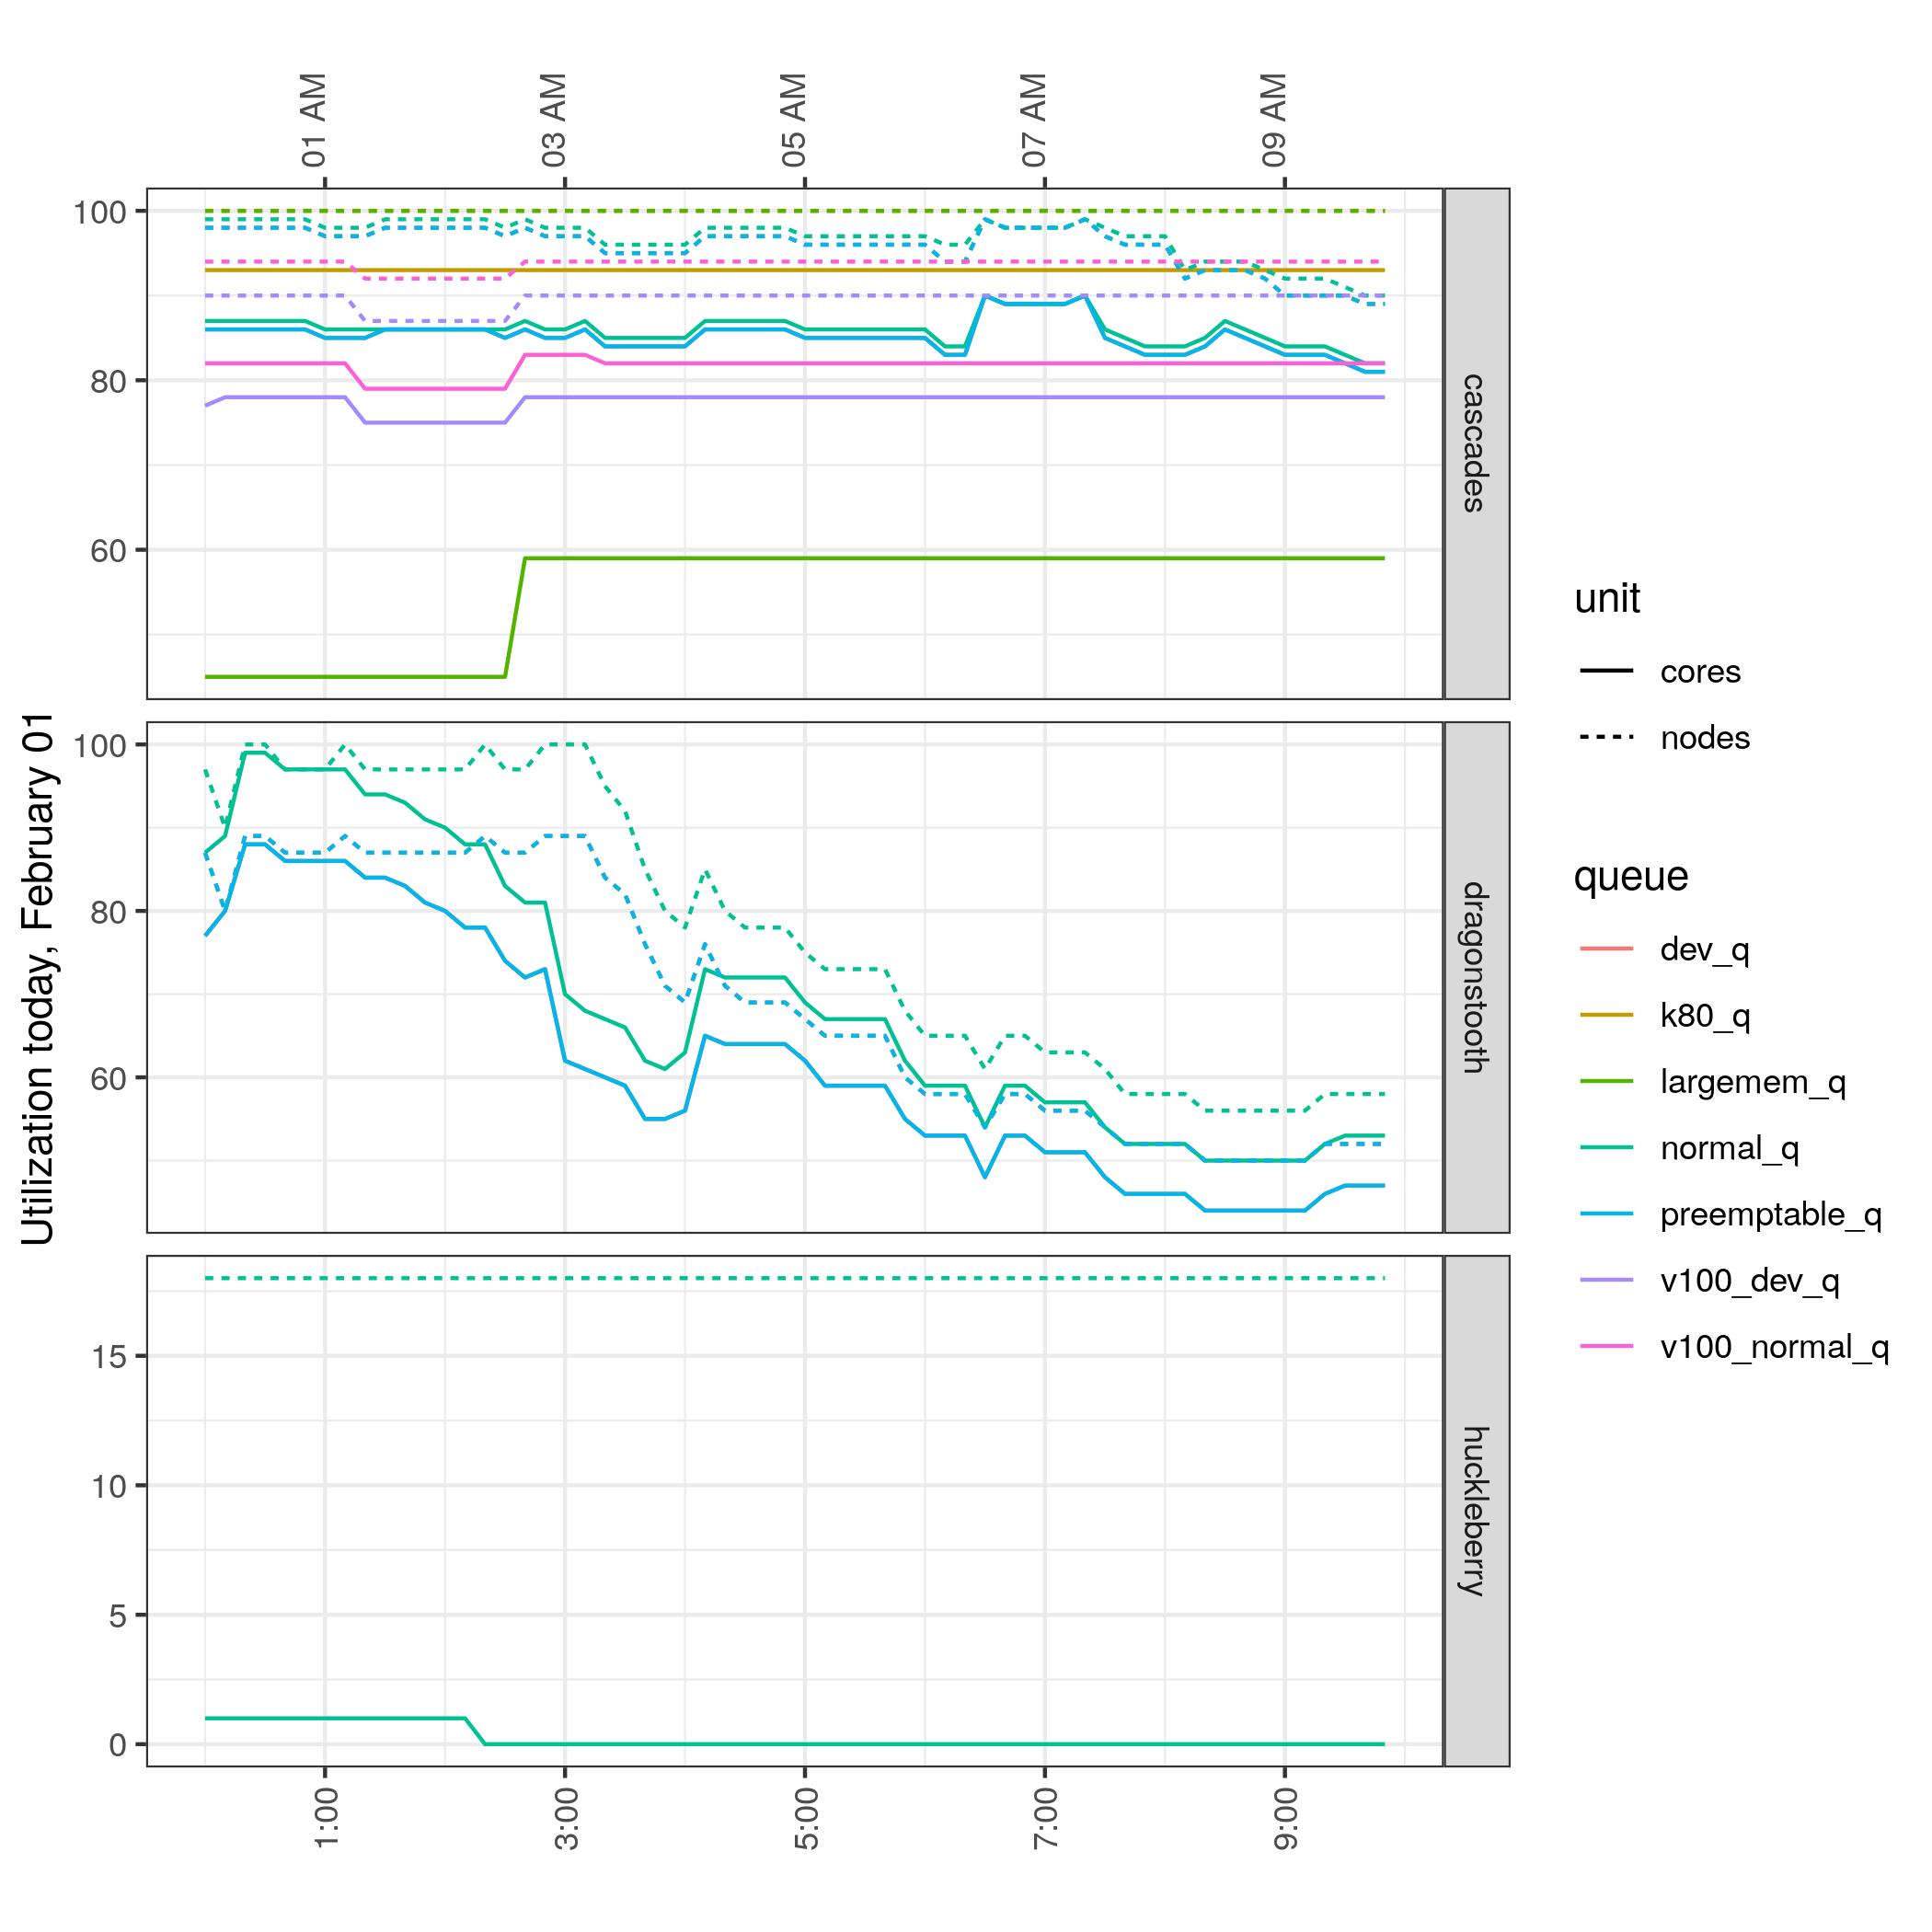 01 AM
03 AM
05 AM
07 AM
09 AM
Utilization today, February 01
100
80
60
cascades
100
80
60
dragonstooth
15
10
5
0
huckleberry
1:00
3:00
5:00
7:00
9:00
unit
cores
nodes
queue
dev_q
k80_q
largemem_q
normal_q
preemptable_q
v100_dev_q
v100_normal_q